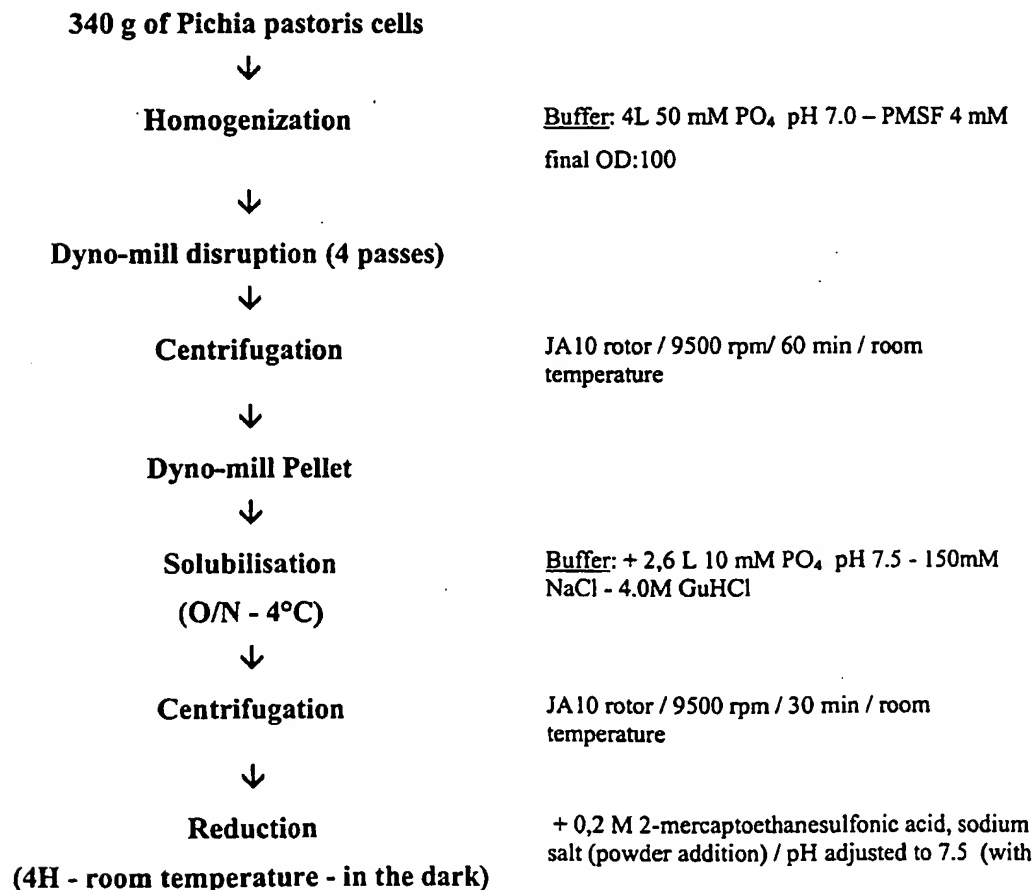 340 g of Pichia pastoris cells
↓
Homogenization
Buffer: 4L 50 mM PO₄ pH 7.0 – PMSF 4 mM
final OD:100
↓
Dyno-mill disruption (4 passes)
↓
Centrifugation
JA10 rotor / 9500 rpm/ 60 min / room
temperature
↓
Dyno-mill Pellet
↓
Solubilisation
(O/N - 4°C)
Buffer: + 2,6 L 10 mM PO₄ pH 7.5 - 150mM
NaCl - 4.0M GuHCl
↓
Centrifugation
JA10 rotor / 9500 rpm / 30 min / room
temperature
↓
Reduction
(4H - room temperature - in the dark)
+ 0,2 M 2-mercaptoethanesulfonic acid, sodium
salt (powder addition) / pH adjusted to 7.5 (with